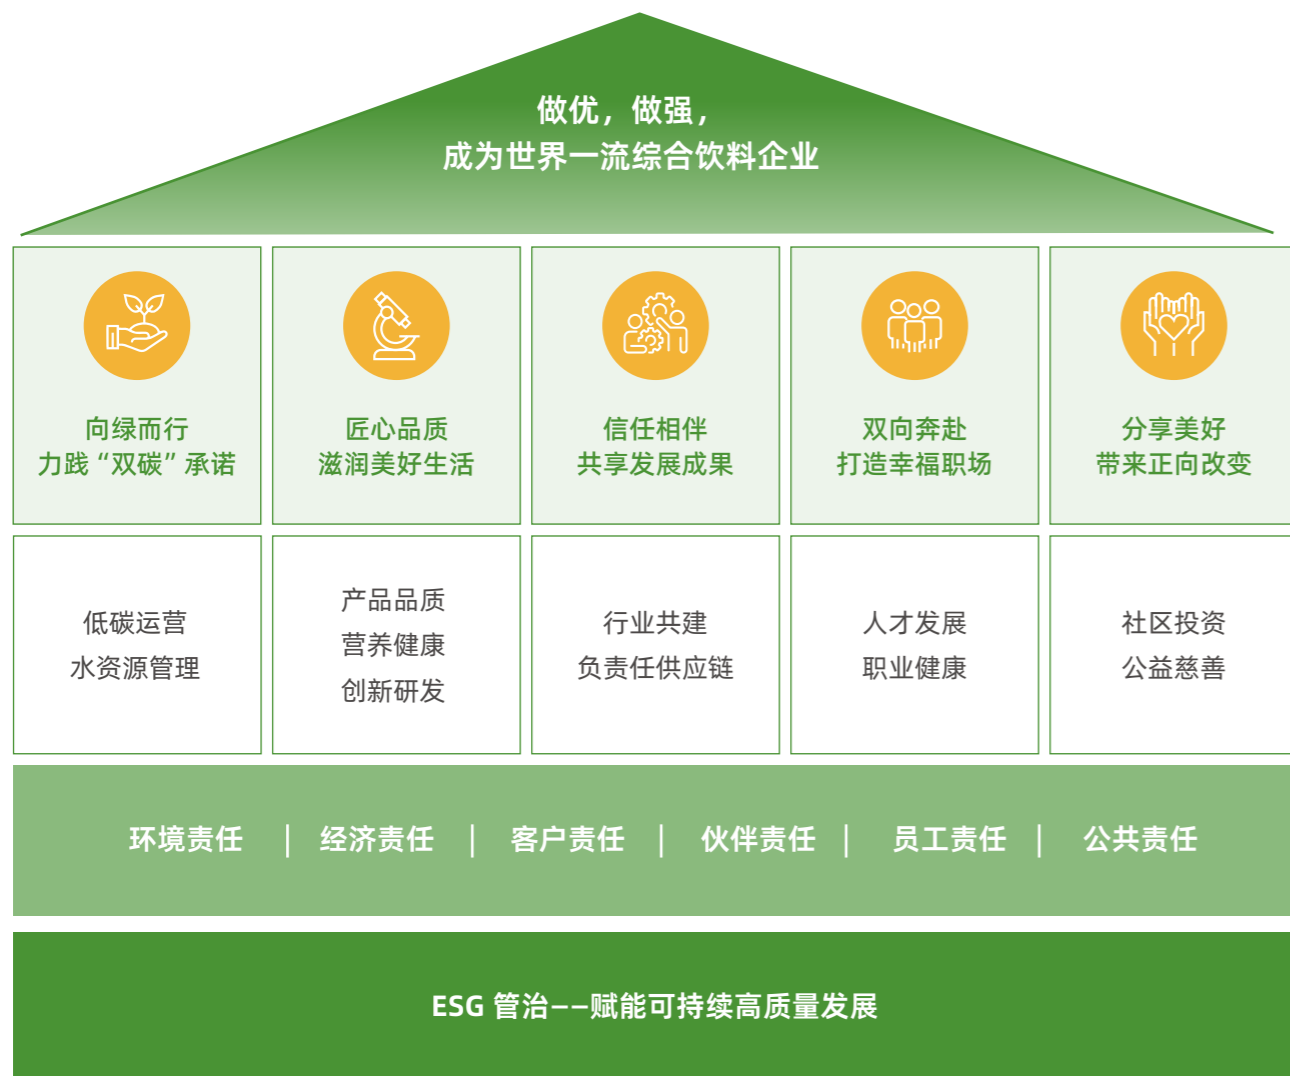 做优，做强，
成为世界一流综合饮料企业
向绿而行
力践“双碳”承诺
匠心品质
滋润美好生活
信任相伴
共享发展成果
双向奔赴
打造幸福职场
分享美好
带来正向改变
低碳运营
水资源管理
产品品质
营养健康
创新研发
行业共建
负责任供应链
人才发展
职业健康
社区投资
公益慈善
环境责任 | 经济责任 | 客户责任 | 伙伴责任 | 员工责任 | 公共责任
ESG 管治——赋能可持续高质量发展